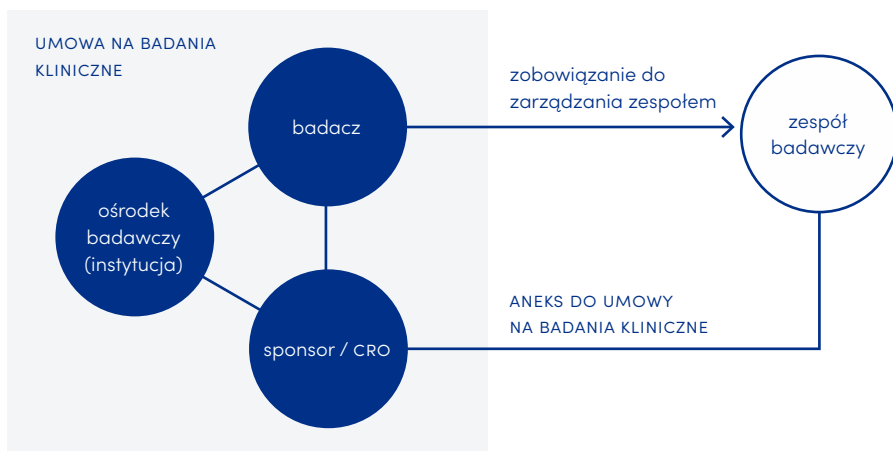 UMOWA NA BADANIA
KLINICZNE
badacz
zobowiązanie do
zarządzania zespołem
zespół
badawczy
ośrodek
badawczy
(instytucja)
sponsor / CRO
ANEKS DO UMOWY
NA BADANIA KLINICZNE